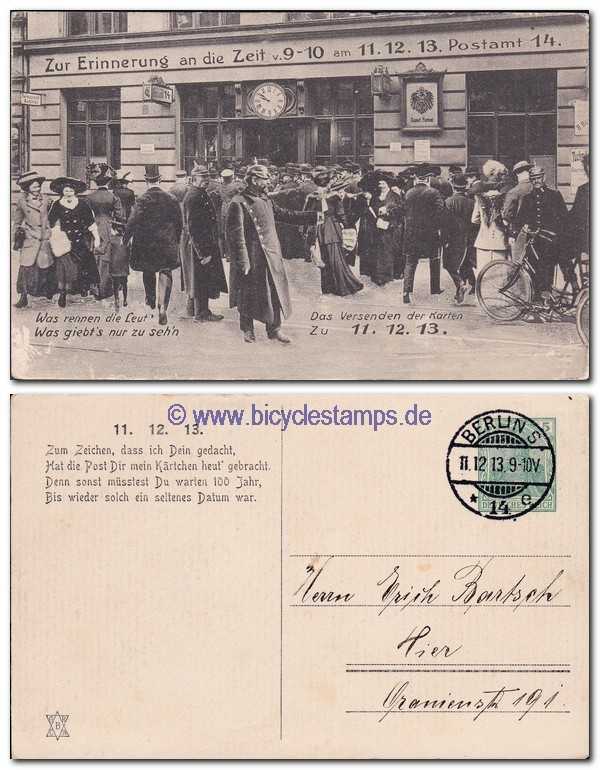 Zur Erinnerung an die Zeit v. 9-10 am 11. 12. 13. Postamt 14.
14
Was rennen die Leut'
Was giebt's nur zu seh'n
Das Versenden der Karten
Zu 11. 12. 13.
© www.bicyclestamps.de
11. 12. 13.
Zum Zeichen, dass ich Dein gedacht,
Hat die Post Dir mein Kärtchen heut' gebracht.
Denn sonst müsstest Du warten 100 Jahr,
Bis wieder solch ein seltenes Datum war.
BERLIN S
11.12 13.9-10V
* 14 e
5
DEUTSCHES REICH
Herrn Erich Bartsch
Hier
Oranienstr 191.
B